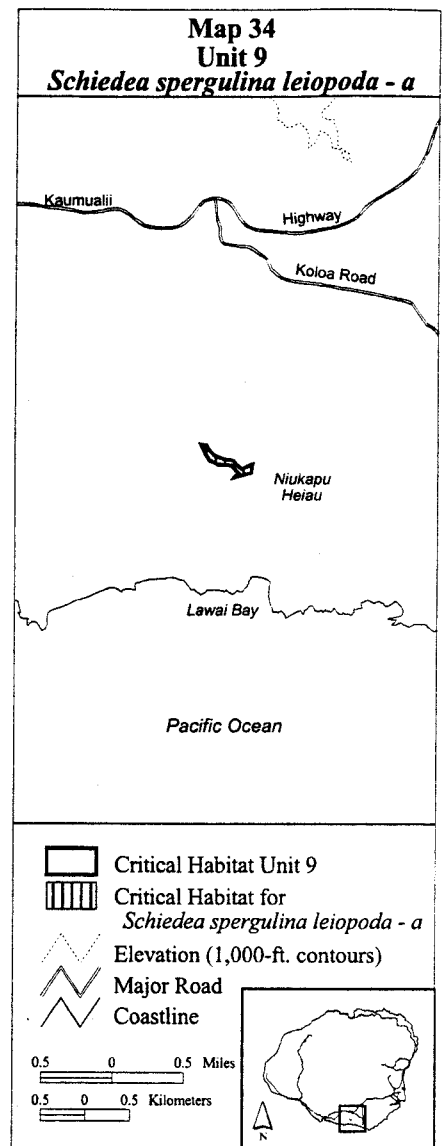 Map 34
Unit 9
Schiedea spergulina leiopoda - a
Kaumualii
Highway
Koloa Road
Niukapu
Heiau
Lawai Bay
Pacific Ocean
Critical Habitat Unit 9
Critical Habitat for
Schiedea spergulina leiopoda - a
Elevation (1,000-ft. contours)
Major Road
Coastline
0.5 0 0.5 Miles
0.5 0 0.5 Kilometers
N